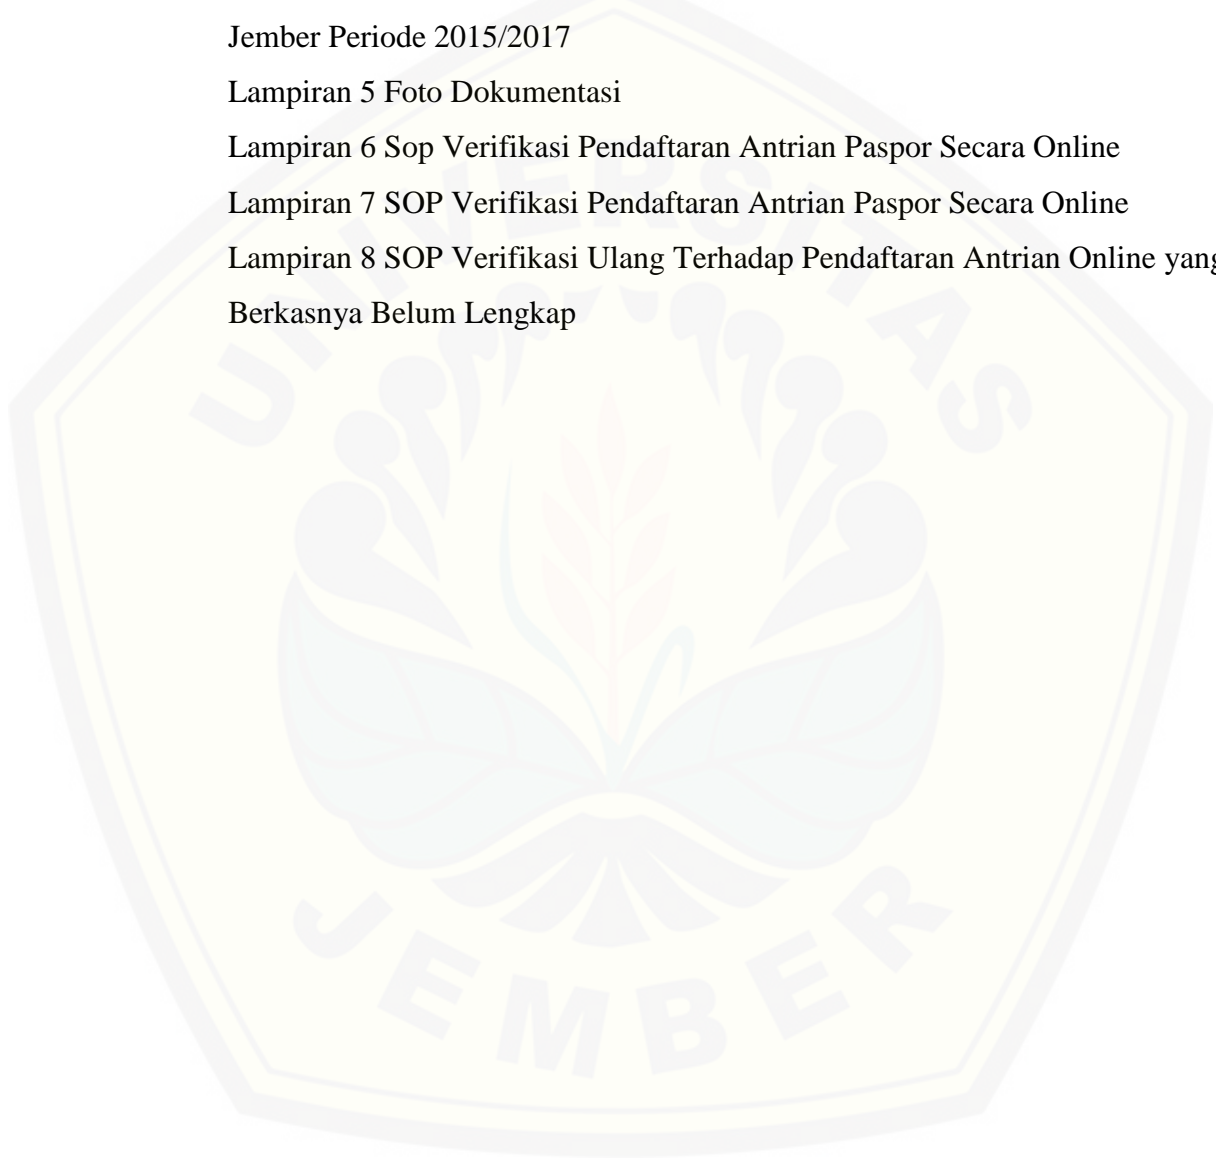 Jember Periode 2015/2017
Lampiran 5 Foto Dokumentasi
Lampiran 6 Sop Verifikasi Pendaftaran Antrian Paspor Secara Online
Lampiran 7 SOP Verifikasi Pendaftaran Antrian Paspor Secara Online
Lampiran 8 SOP Verifikasi Ulang Terhadap Pendaftaran Antrian Online yang
Berkasnya Belum Lengkap
UNIVERSITAS
JEMBER